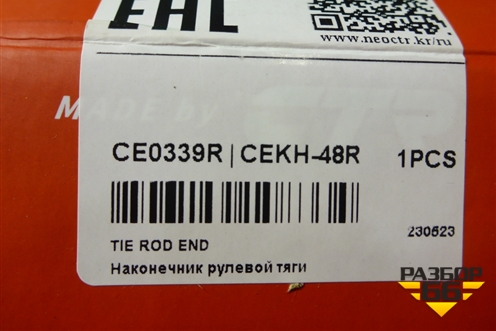 EAC
www.neoctr.kr/ru
MADE by CTR
CE0339R | CEKH-48R 1PCS
230523
TIE ROD END
Наконечник рулевой тяги
РАЗБОР
66